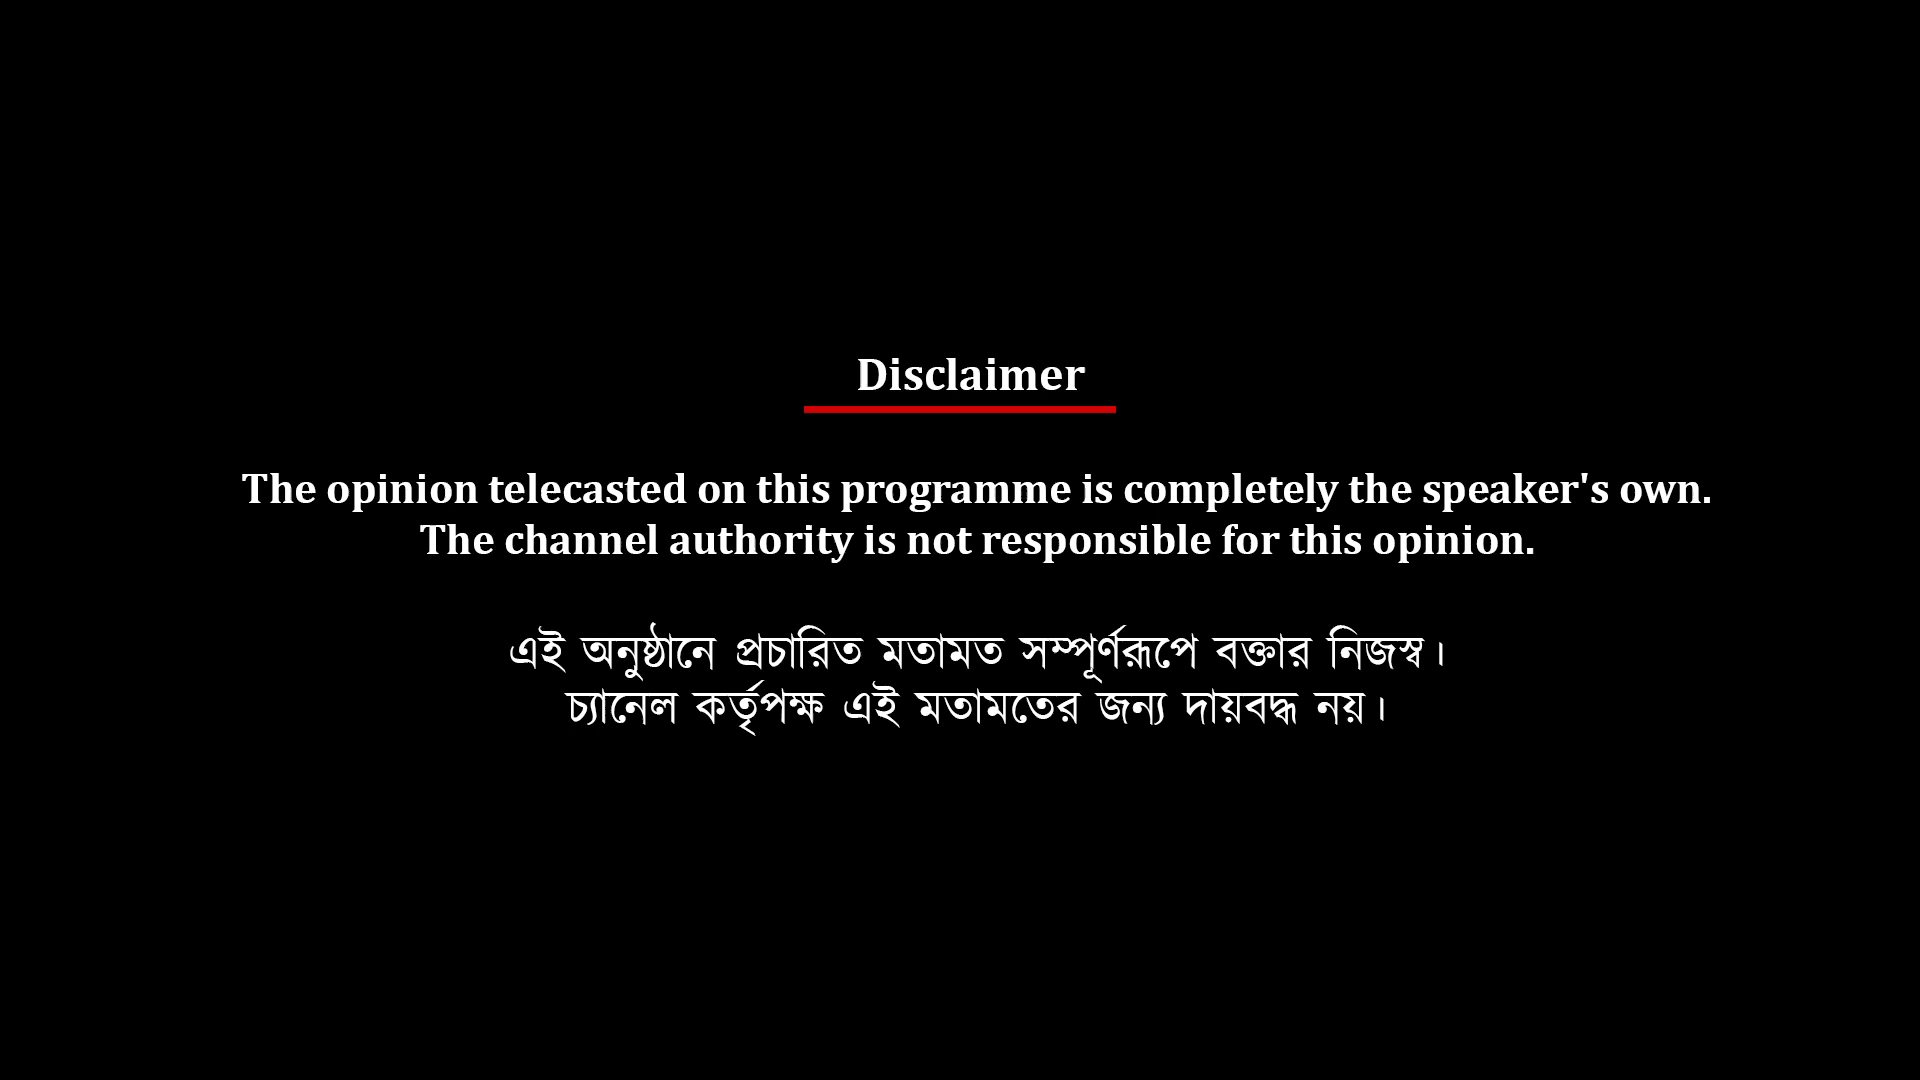 Disclaimer
The opinion telecasted on this programme is completely the speaker's own.
The channel authority is not responsible for this opinion.
এই অনুষ্ঠানে প্রচারিত মতামত সম্পূর্ণরূপে বক্তার নিজস্ব।
চ্যানেল কর্তৃপক্ষ এই মতামতের জন্য দায়বদ্ধ নয়।